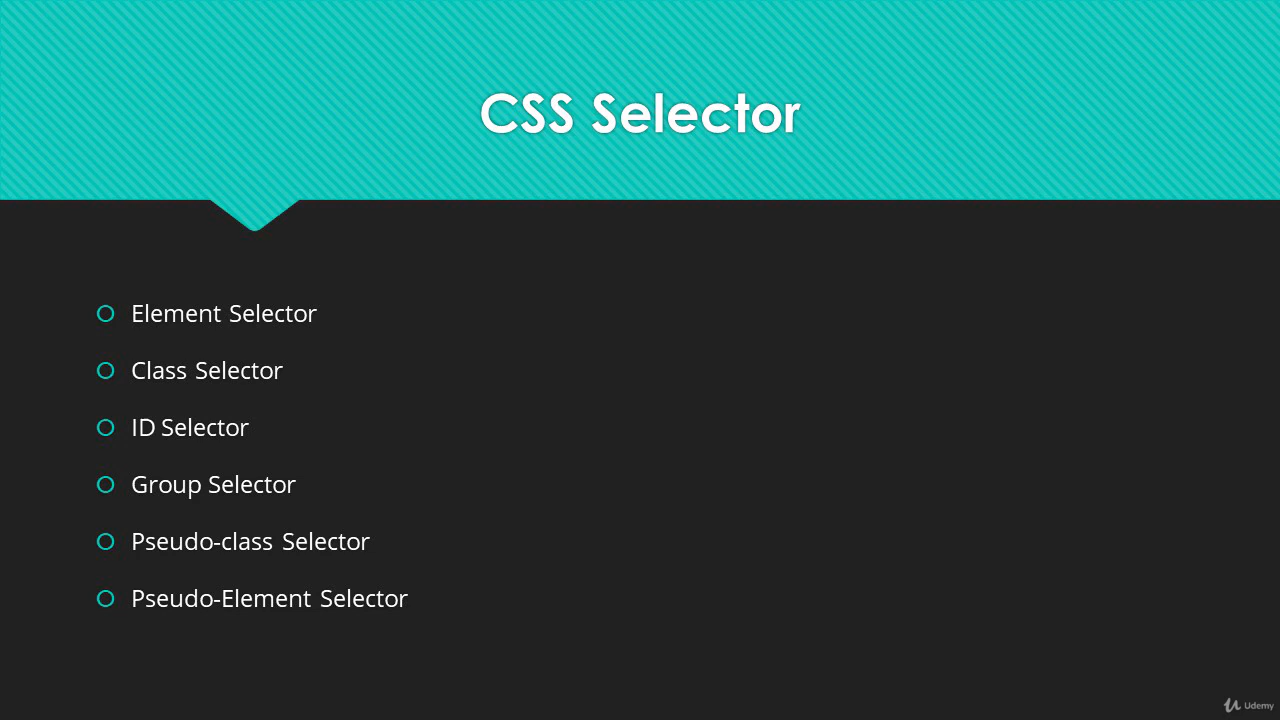 CSS Selector
Element Selector
Class Selector
ID Selector
Group Selector
Pseudo-class Selector
Pseudo-Element Selector
Udemy